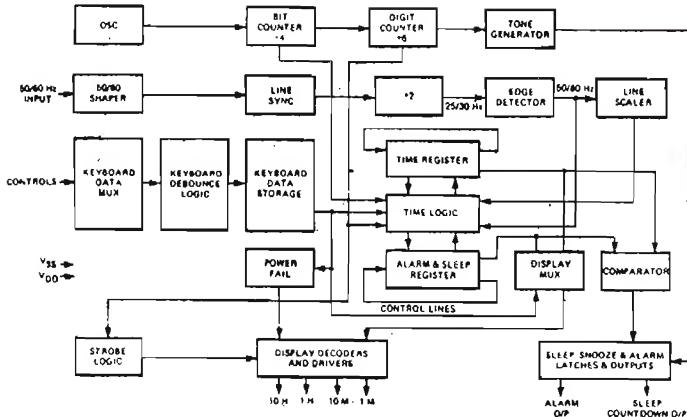 OSC
BIT
COUNTER
÷4
DIGIT
COUNTER
÷6
TONE
GENERATOR
50/60 Hz
INPUT
50/60
SHAPER
LINE
SYNC
÷2
25/30 Hz
EDGE
DETECTOR
50/60 Hz
LINE
SCALER
CONTROLS
KEYBOARD
DATA
MUX
KEYBOARD
DEBOUNCE
LOGIC
KEYBOARD
DATA
STORAGE
TIME REGISTER
TIME LOGIC
ALARM & SLEEP
REGISTER
VSS
VDD
POWER
FAIL
DISPLAY
MUX
COMPARATOR
CONTROL LINES
STROBE
LOGIC
DISPLAY DECODERS
AND DRIVERS
SLEEP SNOOZE & ALARM
LATCHES & OUTPUTS
10 H 1 H 10 M 1 M
ALARM
O/P
SLEEP
COUNTDOWN O/P